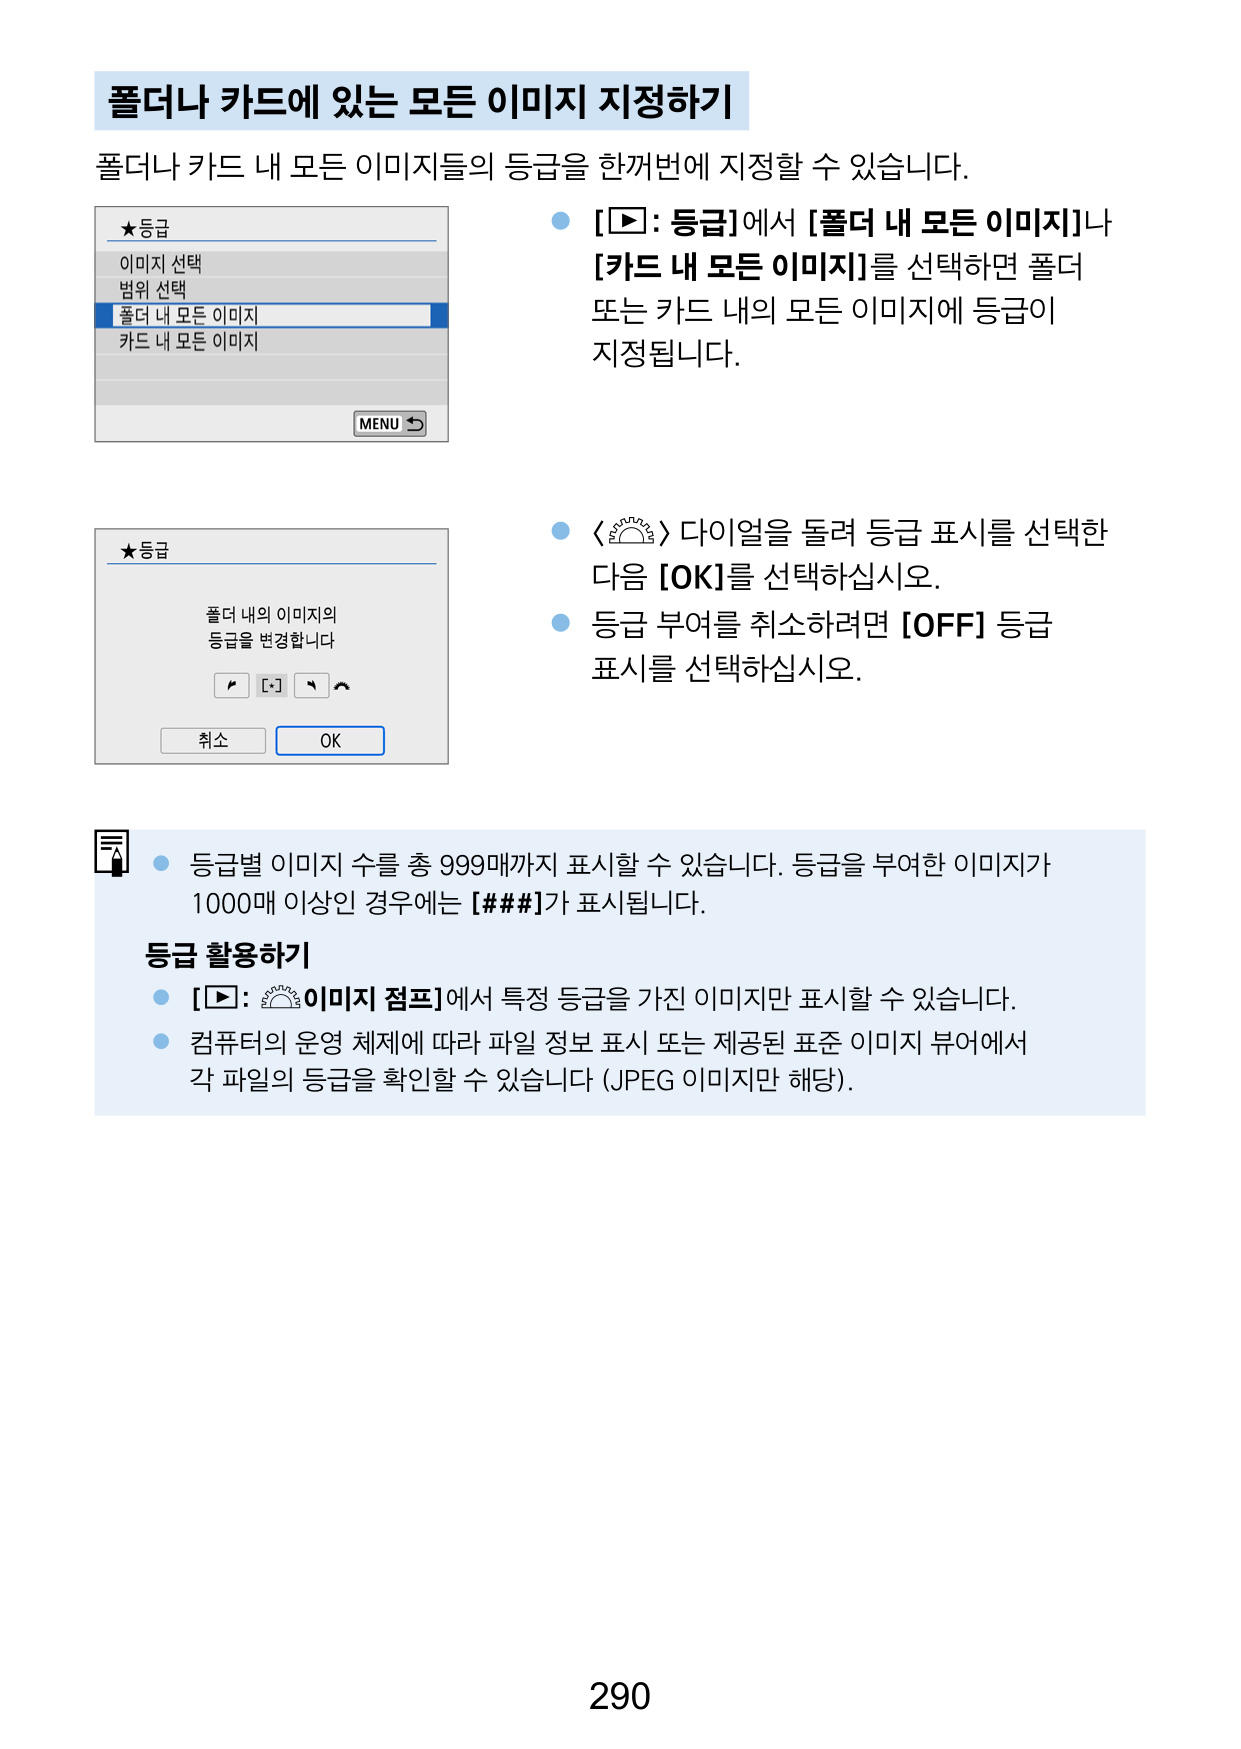 폴더나 카드에 있는 모든 이미지 지정하기
폴더나 카드 내 모든 이미지들의 등급을 한꺼번에 지정할 수 있습니다.
★등급
이미지 선택
범위 선택
폴더 내 모든 이미지
카드 내 모든 이미지
MENU
● [▶: 등급]에서 [폴더 내 모든 이미지]나
[카드 내 모든 이미지]를 선택하면 폴더
또는 카드 내의 모든 이미지에 등급이
지정됩니다.
★등급
폴더 내의 이미지의
등급을 변경합니다
취소 OK
● < > 다이얼을 돌려 등급 표시를 선택한
다음 [OK]를 선택하십시오.
● 등급 부여를 취소하려면 [OFF] 등급
표시를 선택하십시오.
● 등급별 이미지 수를 총 999매까지 표시할 수 있습니다. 등급을 부여한 이미지가
1000매 이상인 경우에는 [###]가 표시됩니다.
등급 활용하기
● [▶: 이미지 점프]에서 특정 등급을 가진 이미지만 표시할 수 있습니다.
● 컴퓨터의 운영 체제에 따라 파일 정보 표시 또는 제공된 표준 이미지 뷰어에서
각 파일의 등급을 확인할 수 있습니다 (JPEG 이미지만 해당).
290